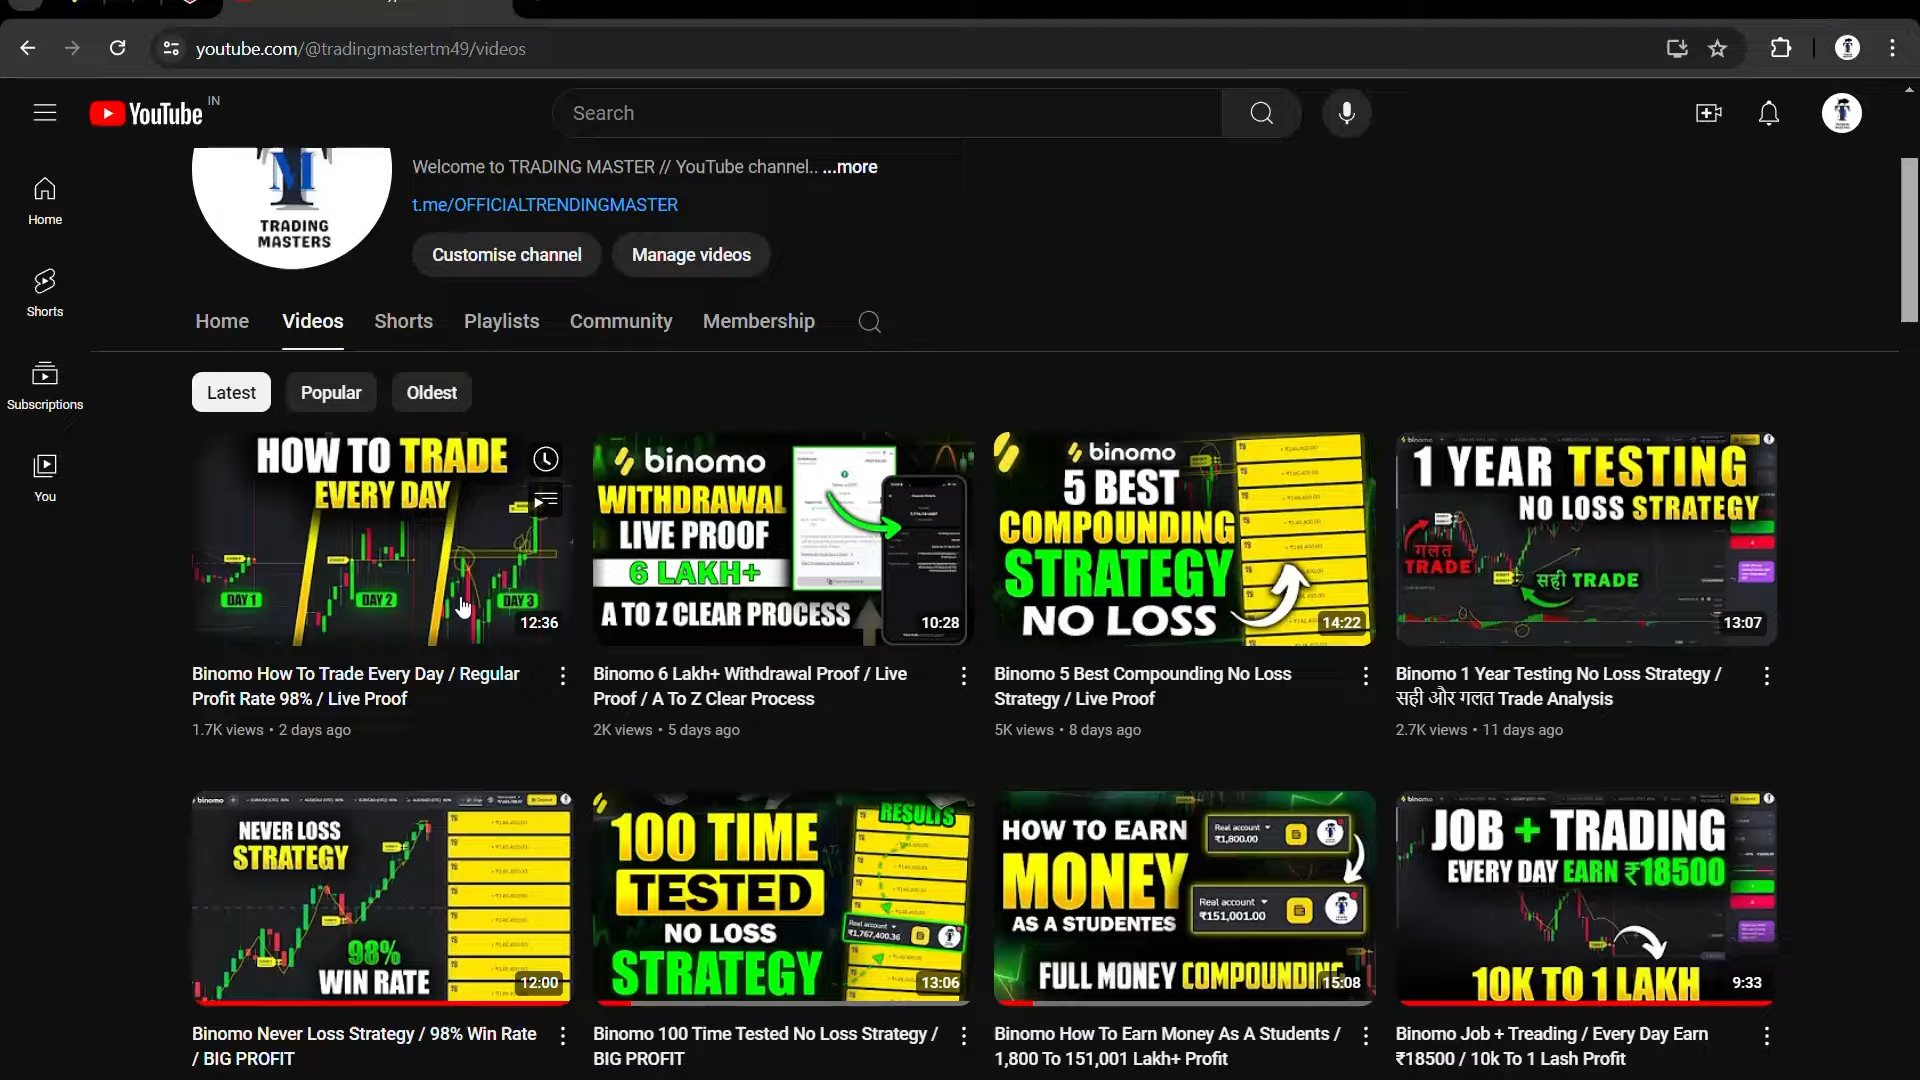 youtube.com/@tradingmastertm49/videos
YouTube IN
Search
Welcome to TRADING MASTER // YouTube channel.. ...more
t.me/OFFICIALTRENDINGMASTER
TRADING
MASTERS
Customise channel
Manage videos
Home
Shorts
Subscriptions
You
Home Videos Shorts Playlists Community Membership
Latest Popular Oldest
HOW TO TRADE
EVERY DAY
DAY 1
DAY 2
DAY 3
12:36
binomo
WITHDRAWAL
LIVE PROOF
6 LAKH+
A TO Z CLEAR PROCESS
10:28
binomo
5 BEST
COMPOUNDING
STRATEGY
NO LOSS
14:22
1 YEAR TESTING
NO LOSS STRATEGY
गलत
TRADE
सही TRADE
13:07
Binomo How To Trade Every Day / Regular
Profit Rate 98% / Live Proof
1.7K views • 2 days ago
Binomo 6 Lakh+ Withdrawal Proof / Live
Proof / A To Z Clear Process
2K views • 5 days ago
Binomo 5 Best Compounding No Loss
Strategy / Live Proof
5K views • 8 days ago
Binomo 1 Year Testing No Loss Strategy /
सही और गलत Trade Analysis
2.7K views • 11 days ago
binomo
NEVER LOSS
STRATEGY
98%
WIN RATE
12:00
RESULTS
100 TIME
TESTED
NO LOSS
STRATEGY
Real account
₹1,767,400.36
13:06
HOW TO EARN
MONEY
AS A STUDENTES
Real account
₹1,800.00
Real account
₹151,001.00
FULL MONEY COMPOUNDING
15:08
binomo
JOB + TRADING
EVERY DAY EARN ₹18500
10K TO 1 LAKH
9:33
Binomo Never Loss Strategy / 98% Win Rate
/ BIG PROFIT
Binomo 100 Time Tested No Loss Strategy /
BIG PROFIT
Binomo How To Earn Money As A Students /
1,800 To 151,001 Lakh+ Profit
Binomo Job + Treading / Every Day Earn
₹18500 / 10k To 1 Lash Profit